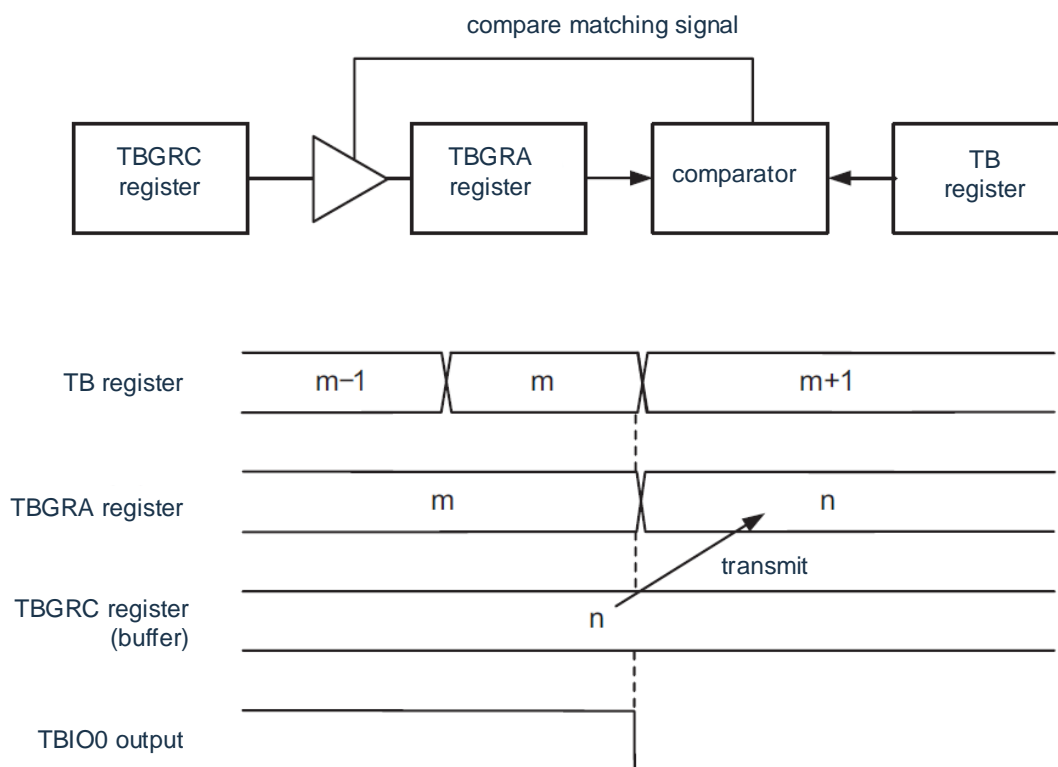 compare matching signal
TBGRC
register
TBGRA
register
comparator
TB
register
TB register
m−1
m
m+1
TBGRA register
m
n
transmit
TBGRC register
(buffer)
n
TBIO0 output